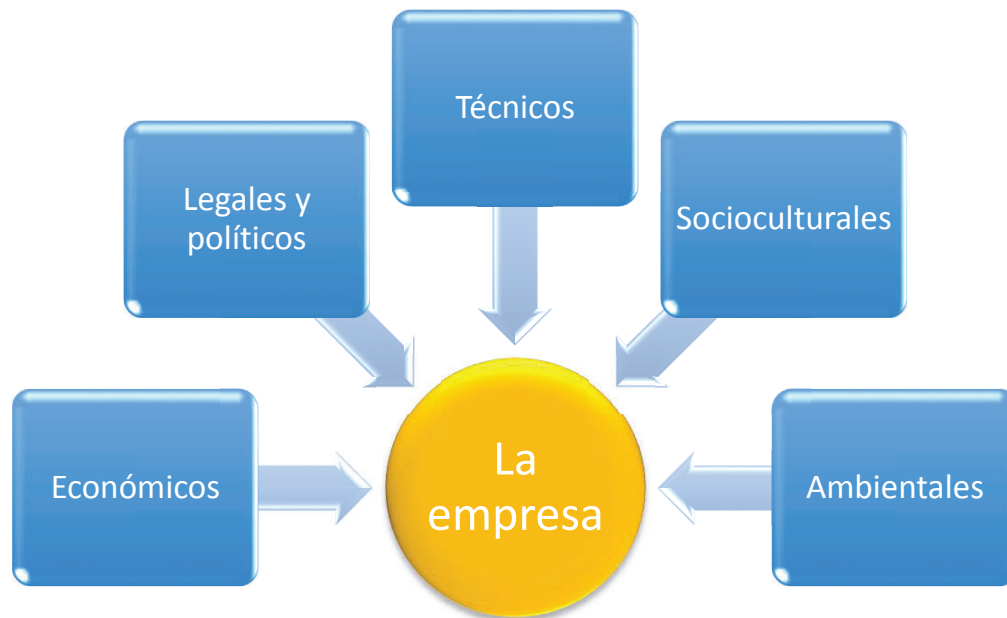 Técnicos
Legales y
políticos
Socioculturales
Económicos
La
empresa
Ambientales